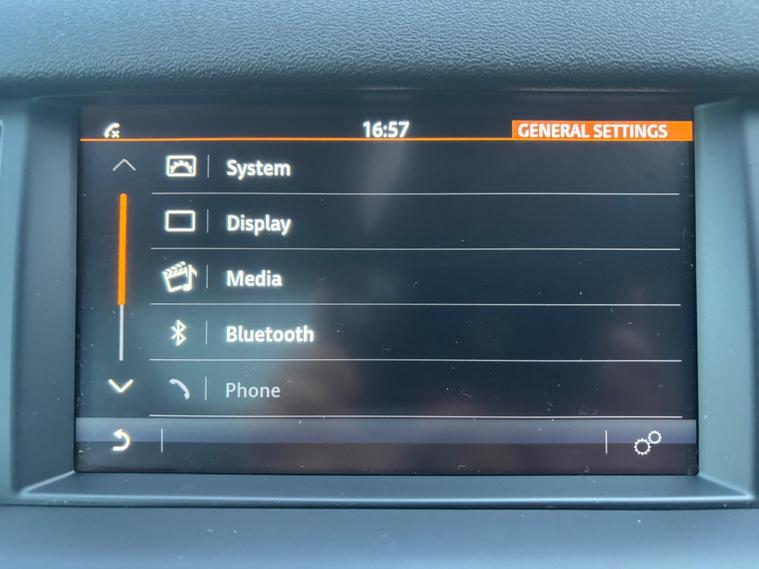 16:57
GENERAL SETTINGS
System
Display
Media
Bluetooth
Phone